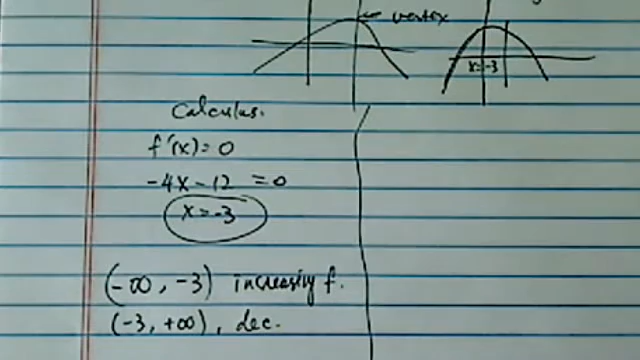 vertex
x=-3
Calculus.
f'(x)=0
-4x-12 =0
x=-3
(-∞, -3) increasing f.
(-3, +∞), dec.